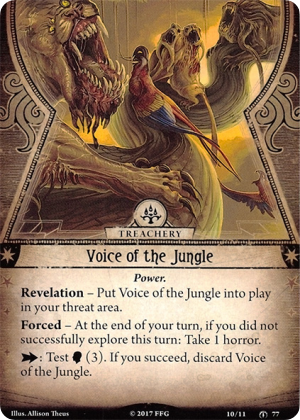 TREACHERY
Voice of the Jungle
Power.
Revelation – Put Voice of the Jungle into play
in your threat area.
Forced – At the end of your turn, if you did not
successfully explore this turn: Take 1 horror.
: Test (3). If you succeed, discard Voice
of the Jungle.
Illus. Allison Theus © 2017 FFG 10/11 77